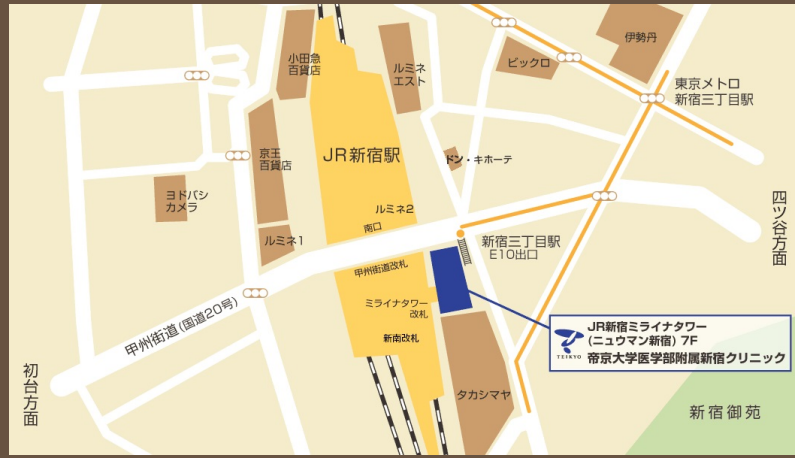 小田急
百貨店
ルミネ
エスト
ビックロ
伊勢丹
東京メトロ
新宿三丁目駅
JR新宿駅
京王
百貨店
ドン・キホーテ
ヨドバシ
カメラ
ルミネ2
南口
ルミネ1
新宿三丁目駅
E10出口
四ツ谷方面
甲州街道改札
甲州街道(国道20号)
ミライナタワー
改札
新南改札
JR新宿ミライナタワー
(ニュウマン新宿) 7F
TEIKYO
帝京大学医学部附属新宿クリニック
初台方面
タカシマヤ
新宿御苑